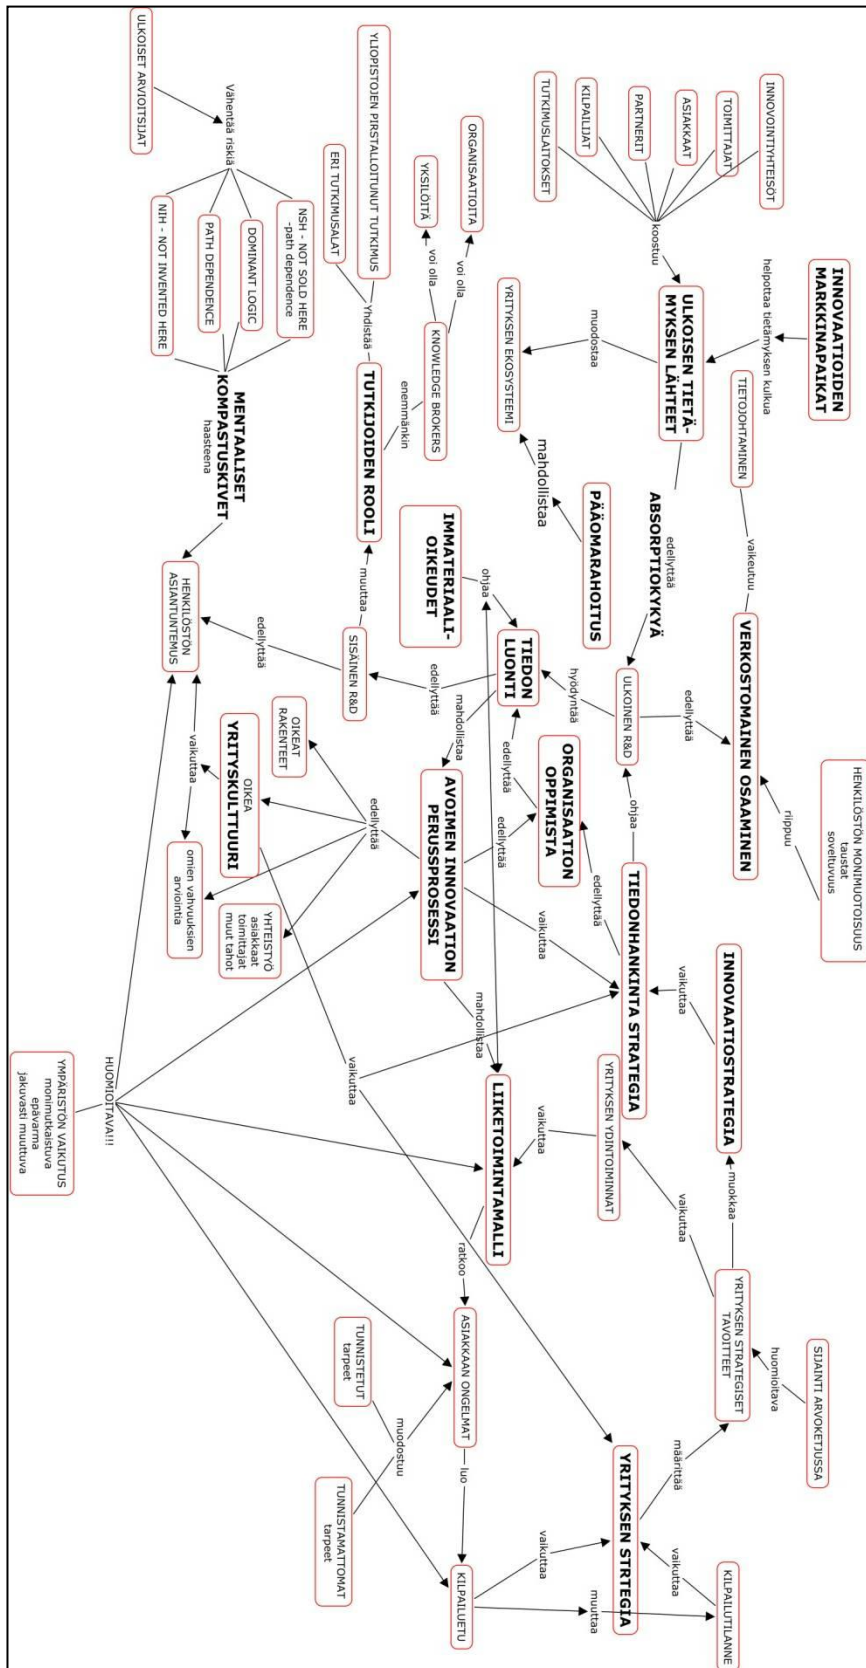 INNOVOINTIYHTEISÖT
TOIMITTAJAT
ASIAKKAAT
PARTNERIT
KILPAILIJAT
TUTKIMUSLAITOKSET
koostuu
INNOVAATIOIDEN
MARKKINAPAIKAT
helpottaa tietämyksen kulkua
ULKOISEN TIETÄ-
MYKSEN LÄHTEET
muodostaa
YRITYKSEN EKOSYSTEEMI
mahdollistaa
PÄÄOMARAHOITUS
edellyttää
ABSORPTIOKYKYÄ
TIETOJOHTAMINEN
vaikeutuu
VERKOSTOMAINEN OSAAMINEN
riippuu
HENKILÖSTÖN MONIMUOTOISUUS
taustat
soveltuvuus
edellyttää
ULKOINEN R&D
ohjaa
hyödyntää
ORGANISAATIOITA
YKSILÖITÄ
voi olla
voi olla
KNOWLEDGE BROKERS
enemmänkin
YLIOPISTOJEN PIRSTALLOITUNUT TUTKIMUS
ERI TUTKIMUSALAT
Yhdistää
TUTKIJOIDEN ROOLI
muuttaa
SISÄINEN R&D
edellyttää
edellyttää
IMMATERIAALI-
OIKEUDET
ohjaa
TIEDON
LUONTI
mahdollistaa
edellyttää
ORGANISAATION
OPPIMISTA
edellyttää
edellyttää
TIEDONHANKINTA STRATEGIA
vaikuttaa
vaikuttaa
INNOVAATIOSTRATEGIA
muokkaa
ULKOISET ARVIOITSIJAT
Vähentää riskiä
NSH - NOT SOLD HERE
-path dependence
DOMINANT LOGIC
PATH DEPENDENCE
NIH - NOT INVENTED HERE
MENTAALISET
KOMPASTUSKIVET
haasteena
HENKILÖSTÖN
ASIANTUNTEMUS
OIKEAT
RAKENTEET
OIKEA
YRITYSKULTTUURI
vaikuttaa
edellyttää
omien vahvuuksien
arviointia
YHTEISTYÖ
asiakkaat
toimittajat
muut tahot
AVOIMEN INNOVAATION
PERUSSPROSESSI
mahdollistaa
vaikuttaa
LIIKETOIMINTAMALLI
vaikuttaa
YRITYKSEN YDINTOIMINNAT
vaikuttaa
YRITYKSEN STRATEGISET
TAVOITTEET
huomioitava
SIJAINTI ARVOKETJUSSA
määrittää
YRITYKSEN STRTEGIA
ratkoo
ASIAKKAAN ONGELMAT
TUNNISTETUT
tarpeet
muodostuu
TUNNISTAMATTOMAT
tarpeet
luo
KILPAILUETU
vaikuttaa
muuttaa
vaikuttaa
KILPAILUTILANNE
HUOMIOITAVA!!!
YMPÄRISTÖN VAIKUTUS
monimutkaistuva
epävarma
jakuvasti muuttuva